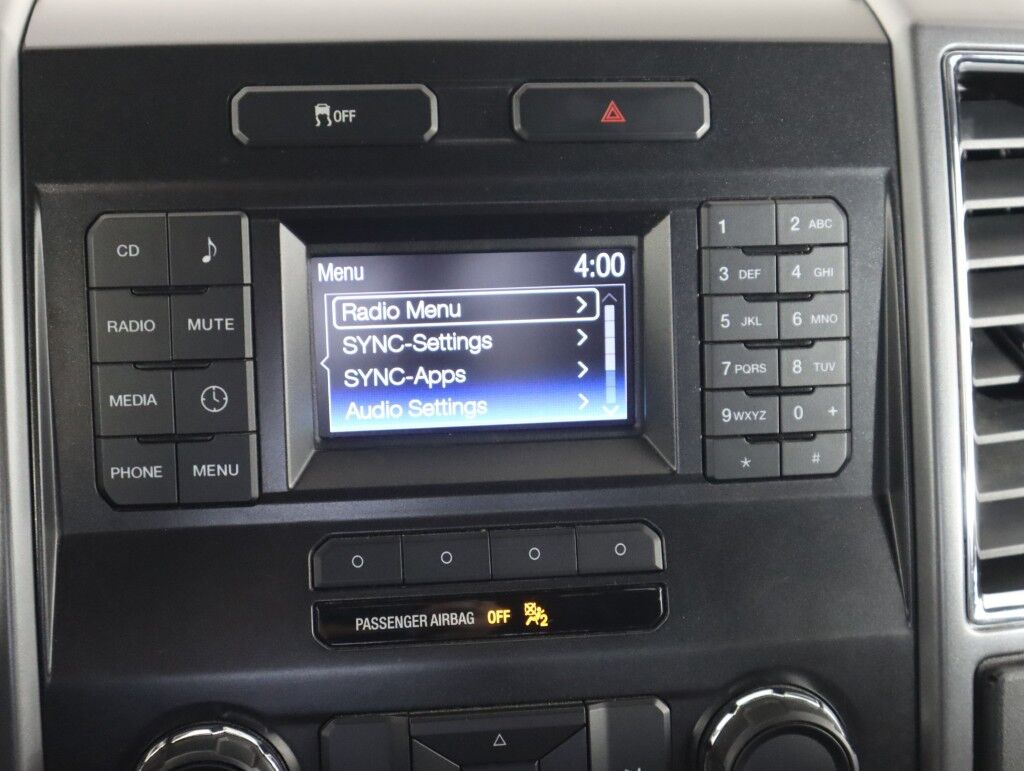 OFF
CD
RADIO MUTE
MEDIA
PHONE MENU
Menu 4:00
Radio Menu >
SYNC-Settings >
SYNC-Apps >
Audio Settings >
1 2 ABC
3 DEF 4 GHI
5 JKL 6 MNO
7 PQRS 8 TUV
9 WXYZ 0 +
* #
PASSENGER AIRBAG OFF 2